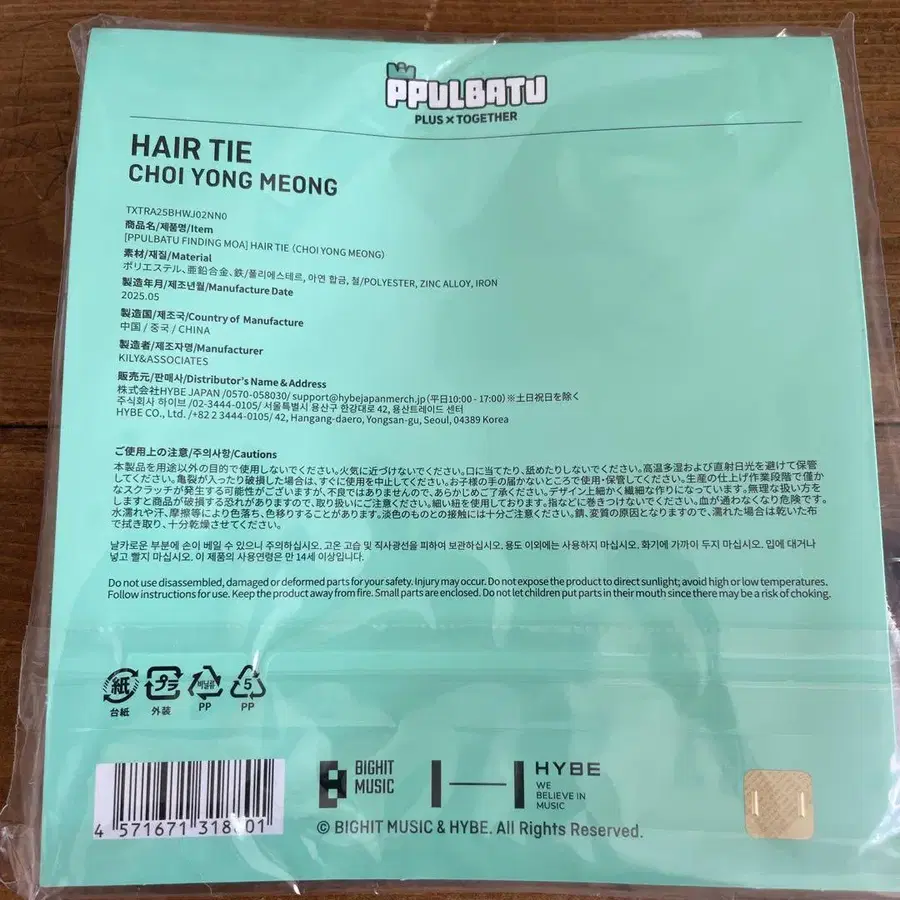 PPULBATU
PLUS × TOGETHER
HAIR TIE
CHOI YONG MEONG
TXTRA25BHWJ02NN0
商品名/제품명/Item
[PPULBATU FINDING MOA] HAIR TIE (CHOI YONG MEONG)
素材/재질/Material
ポリエステル、亜鉛合金、鉄/폴리에스테르, 아연 합금, 철/POLYESTER, ZINC ALLOY, IRON
製造年月/제조년월/Manufacture Date
2025.05
製造国/제조국/Country of Manufacture
中国 / 중국 / CHINA
製造者/제조자명/Manufacturer
KILY&ASSOCIATES
販売元/판매사/Distributor's Name & Address
株式会社HYBE JAPAN /0570-058030/ support@hybejapanmerch.jp(平日10:00 - 17:00)※土日祝日を除く
주식회사 하이브 /02-3444-0105/ 서울특별시 용산구 한강대로 42, 용산트레이드 센터
HYBE CO., Ltd. /+82 2 3444-0105/ 42, Hangang-daero, Yongsan-gu, Seoul, 04389 Korea
ご使用上の注意/주의사항/Cautions
本製品を用途以外の目的で使用しないでください。火気に近づけないでください。口に当てたり、舐めたりしないでください。高温多湿および直射日光を避けて保管
してください。亀裂が入ったり破損した場合は、すぐに使用を中止してください。お子様の手の届かないところで使用・保管してください。生産の仕上げ作業段階で僅か
なスクラッチが発生する可能性がございますが、不良ではありませんので、あらかじめご了承ください。デザイン上細かく繊細な作りになっています。無理な扱い方を
しますと商品が破損する恐れがありますので、取り扱いにご注意ください。細い紐を使用しております。指などに巻きつけないでください。血が通わなくなり危険です。
水濡れや汗、摩擦等により色落ち、色移りすることがあります。淡色のものとの接触には十分ご注意ください。錆、変質の原因となりますので、濡れた場合は乾いた布
で拭き取り、十分乾燥させてください。
날카로운 부분에 손이 베일 수 있으니 주의하십시오. 고온 고습 및 직사광선을 피하여 보관하십시오. 용도 이외에는 사용하지 마십시오. 화기에 가까이 두지 마십시오. 입에 대거나
넣고 빨지 마십시오. 이 제품의 사용연령은 만 14세 이상입니다.
Do not use disassembled, damaged or deformed parts for your safety. Injury may occur. Do not expose the product to direct sunlight; avoid high or low temperatures.
Follow instructions for use. Keep the product away from fire. Small parts are enclosed. Do not let children put parts in their mouth since there may be a risk of choking.
紙 プラ 비닐류 5
台紙 外装 PP PP
BIGHIT MUSIC HYBE
WE BELIEVE IN MUSIC
4 571671 318 01
© BIGHIT MUSIC & HYBE. All Rights Reserved.